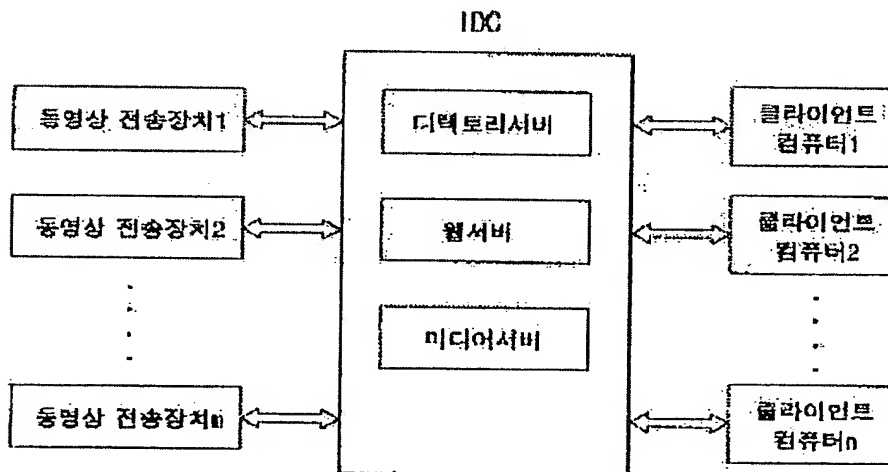 IDC
동영상 전송장치1
디렉토리서버
클라이언트
컴퓨터1
동영상 전송장치2
웹서버
클라이언트
컴퓨터2
미디어서버
동영상 전송장치n
클라이언트
컴퓨터n